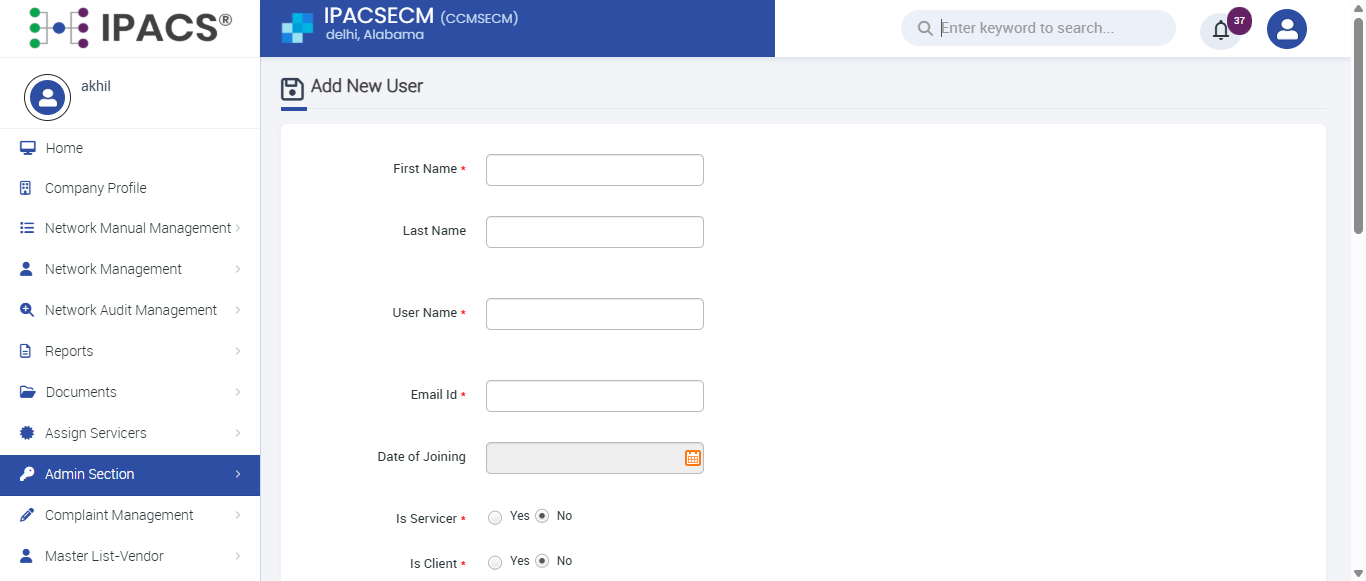 IPACS®
IPACSECM (CCMSECM)
delhi, Alabama
Enter keyword to search...
37
akhil
Home
Company Profile
Network Manual Management
Network Management
Network Audit Management
Reports
Documents
Assign Servicers
Admin Section
Complaint Management
Master List-Vendor
Add New User
First Name *
Last Name
User Name *
Email Id *
Date of Joining
Is Servicer * Yes No
Is Client * Yes No